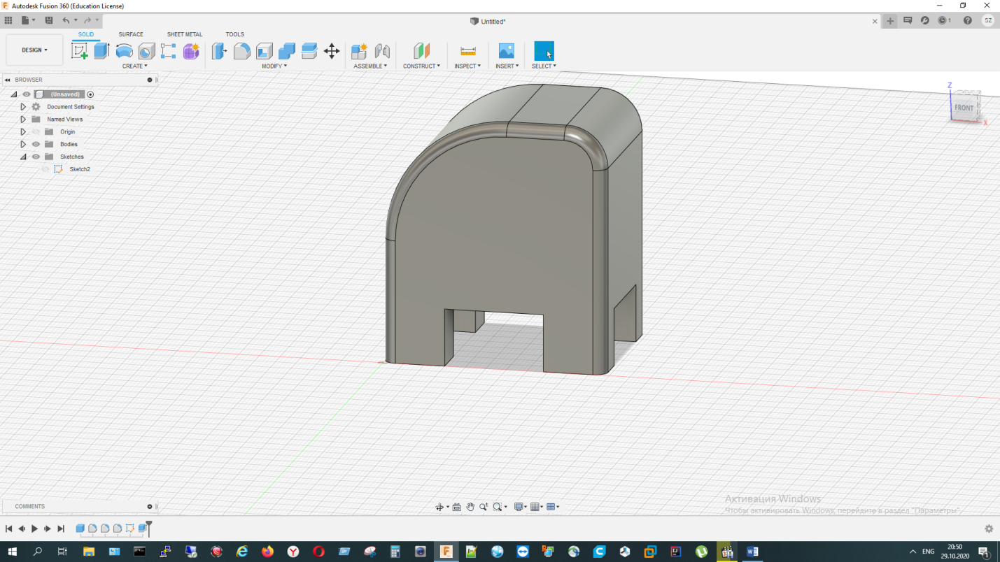 Autodesk Fusion 360 (Education License)
Untitled*
1
SZ
DESIGN
SOLID SURFACE SHEET METAL TOOLS
CREATE MODIFY ASSEMBLE CONSTRUCT INSPECT INSERT SELECT
BROWSER
(Unsaved)
Document Settings
Named Views
Origin
Bodies
Sketches
Sketch2
Z
FRONT
X
COMMENTS
Активация Windows
Чтобы активировать Windows, перейдите в раздел "Параметры".
ENG
20:50
29.10.2020